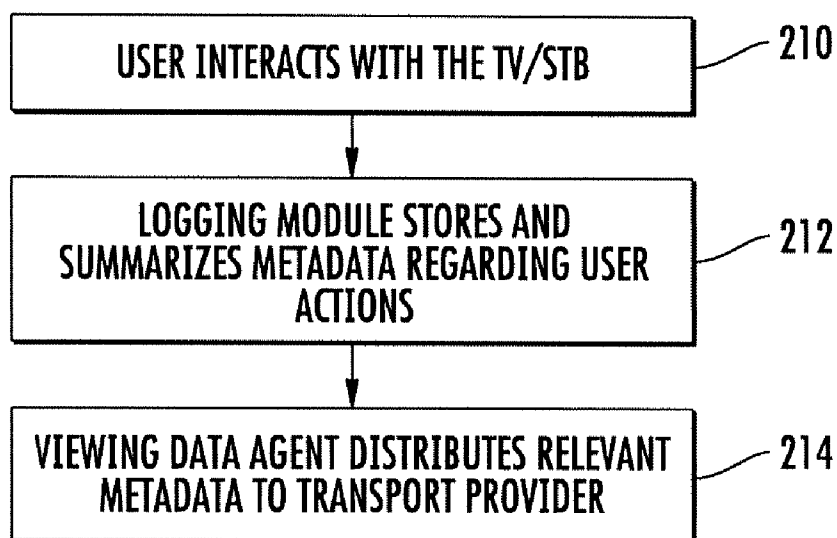 USER INTERACTS WITH THE TV/STB
210
LOGGING MODULE STORES AND
SUMMARIZES METADATA REGARDING USER
ACTIONS
212
VIEWING DATA AGENT DISTRIBUTES RELEVANT
METADATA TO TRANSPORT PROVIDER
214